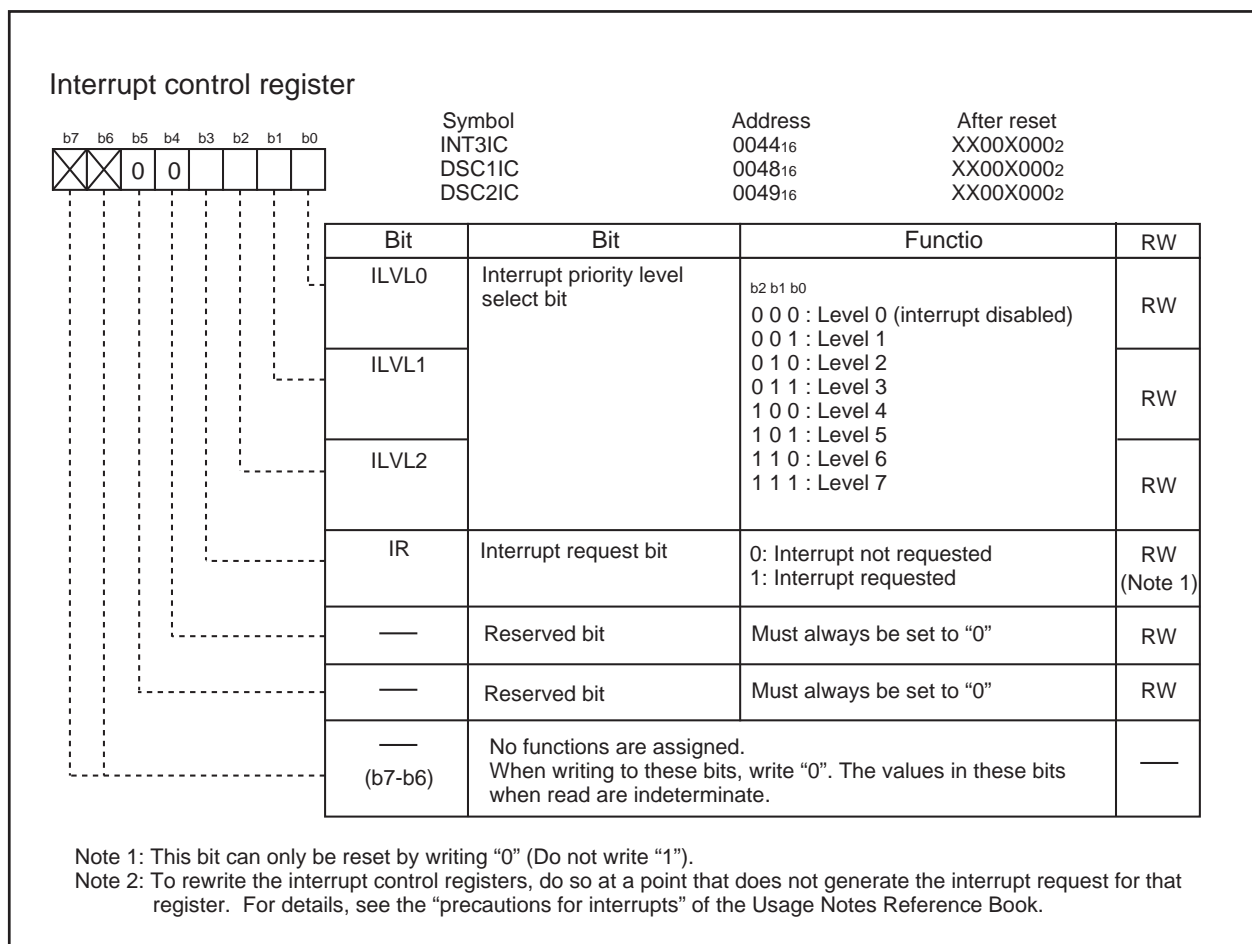 Interrupt control register
Symbol Address After reset
b7 b6 b5 b4 b3 b2 b1 b0
INT3IC 004416 XX00X0002
0 0
DSC1IC 004816 XX00X0002
DSC2IC 004916 XX00X0002
Bit Bit Functio RW
ILVL0 Interrupt priority level select bit
b2 b1 b0
0 0 0 : Level 0 (interrupt disabled) RW
0 0 1 : Level 1
ILVL1 0 1 0 : Level 2
0 1 1 : Level 3
1 0 0 : Level 4 RW
1 0 1 : Level 5
ILVL2 1 1 0 : Level 6
1 1 1 : Level 7 RW
IR Interrupt request bit 0: Interrupt not requested RW
1: Interrupt requested (Note 1)
— Reserved bit Must always be set to “0” RW
— Reserved bit Must always be set to “0” RW
— No functions are assigned.
(b7-b6) When writing to these bits, write “0”. The values in these bits —
when read are indeterminate.
Note 1: This bit can only be reset by writing “0” (Do not write “1”).
Note 2: To rewrite the interrupt control registers, do so at a point that does not generate the interrupt request for that
register. For details, see the “precautions for interrupts” of the Usage Notes Reference Book.